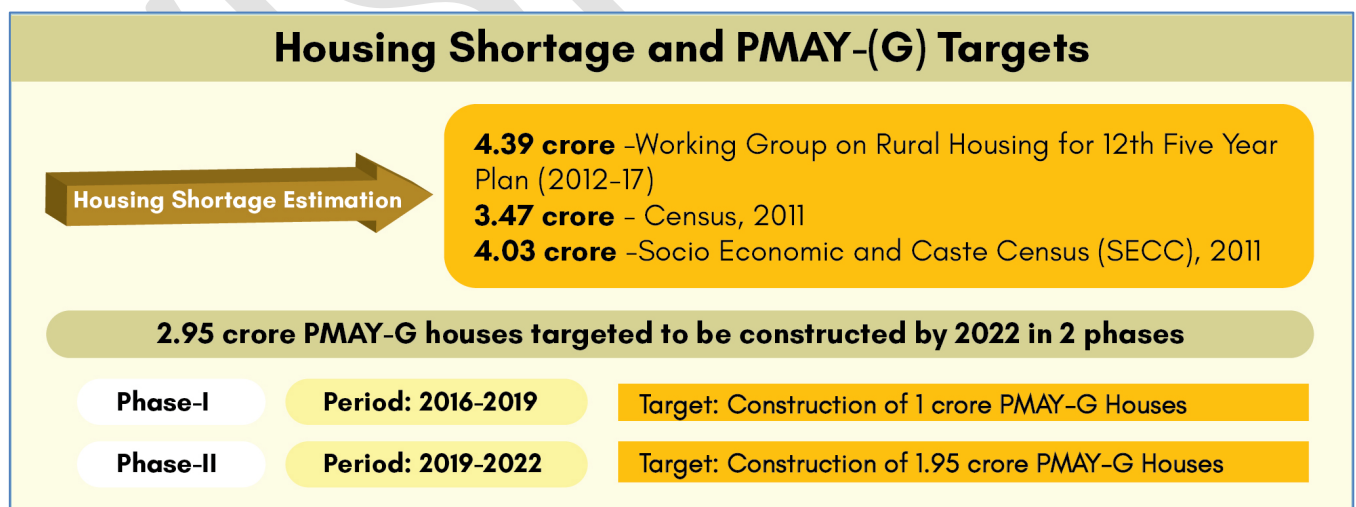 Housing Shortage and PMAY-(G) Targets
Housing Shortage Estimation
4.39 crore -Working Group on Rural Housing for 12th Five Year
Plan (2012-17)
3.47 crore - Census, 2011
4.03 crore -Socio Economic and Caste Census (SECC), 2011
2.95 crore PMAY-G houses targeted to be constructed by 2022 in 2 phases
Phase-I Period: 2016-2019 Target: Construction of 1 crore PMAY-G Houses
Phase-II Period: 2019-2022 Target: Construction of 1.95 crore PMAY-G Houses